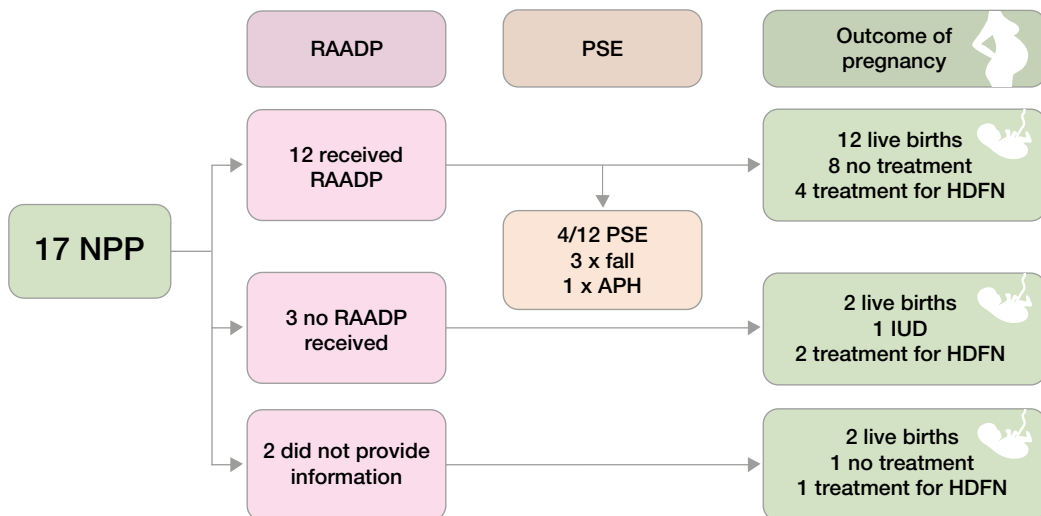 RAADP
PSE
Outcome of
pregnancy
17 NPP
12 received
RAADP
4/12 PSE
3 x fall
1 x APH
12 live births
8 no treatment
4 treatment for HDFN
3 no RAADP
received
2 live births
1 IUD
2 treatment for HDFN
2 did not provide
information
2 live births
1 no treatment
1 treatment for HDFN